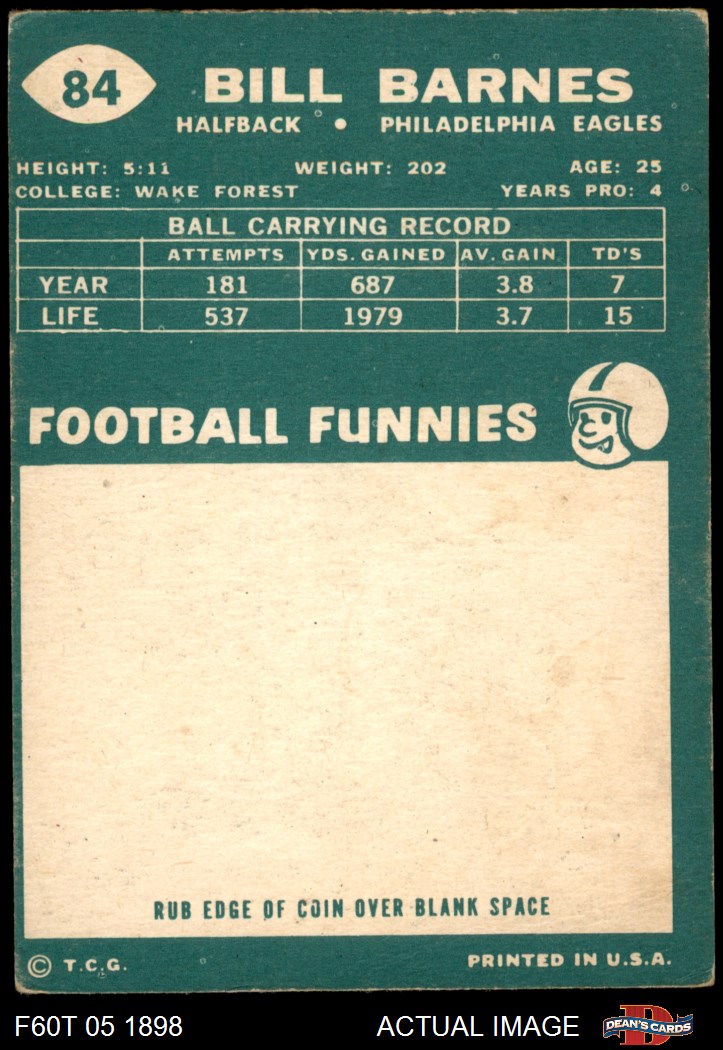 84
BILL BARNES
HALFBACK • PHILADELPHIA EAGLES
HEIGHT: 5:11 WEIGHT: 202 AGE: 25
COLLEGE: WAKE FOREST YEARS PRO: 4
BALL CARRYING RECORD
ATTEMPTS YDS. GAINED AV. GAIN TD'S
YEAR 181 687 3.8 7
LIFE 537 1979 3.7 15
FOOTBALL FUNNIES
RUB EDGE OF COIN OVER BLANK SPACE
© T.C.G. PRINTED IN U.S.A.
F60T 05 1898 ACTUAL IMAGE D DEAN'S CARDS